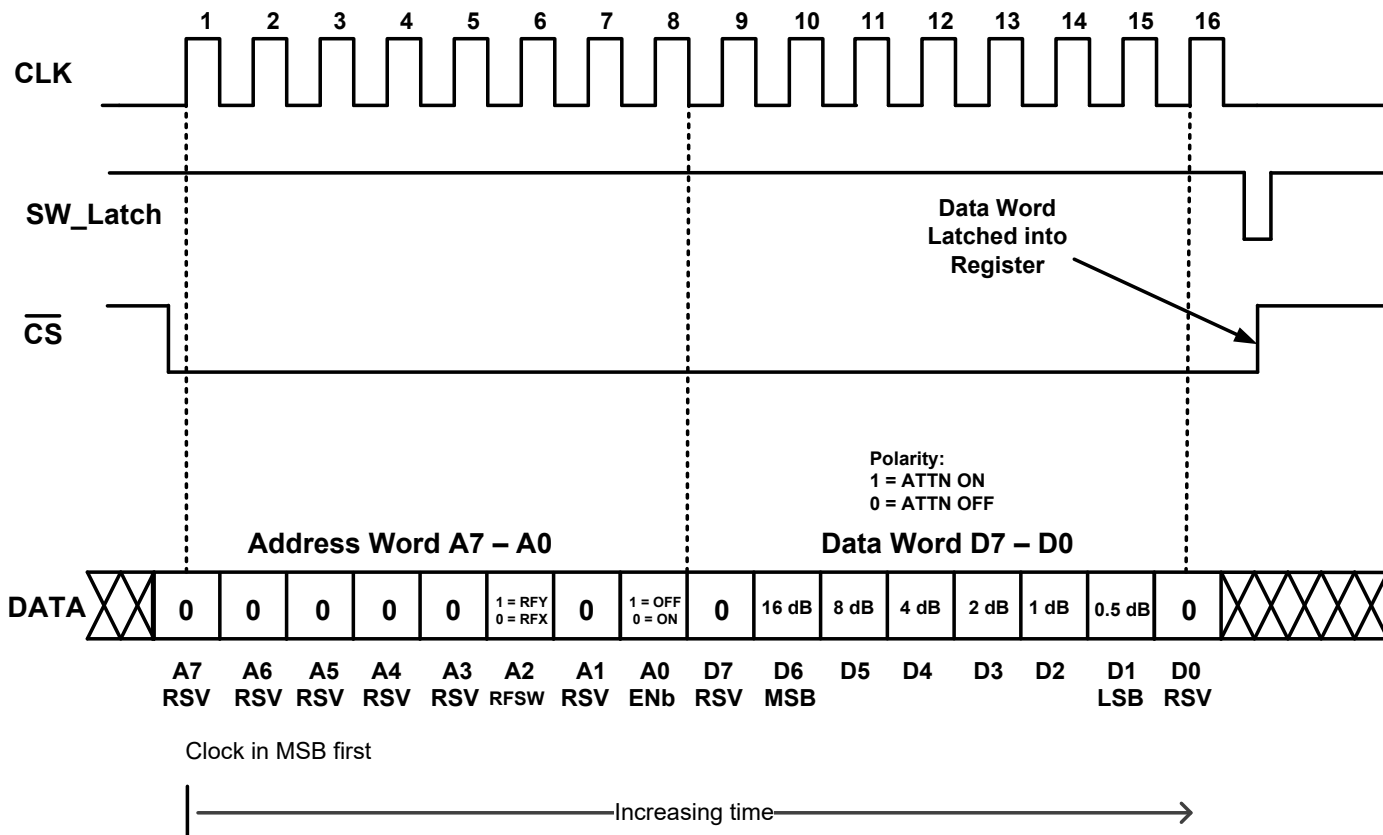 1 2 3 4 5 6 7 8 9 10 11 12 13 14 15 16
CLK
SW_Latch
Data Word
Latched into
Register
CS
Polarity:
1 = ATTN ON
0 = ATTN OFF
Address Word A7 – A0
Data Word D7 – D0
DATA
0 0 0 0 0 1 = RFY 0 1 = OFF 0 16 dB 8 dB 4 dB 2 dB 1 dB 0.5 dB 0
0 = RFX 0 = ON
A7 A6 A5 A4 A3 A2 A1 A0 D7 D6 D5 D4 D3 D2 D1 D0
RSV RSV RSV RSV RSV RFSW RSV ENb RSV MSB LSB RSV
Clock in MSB first
Increasing time